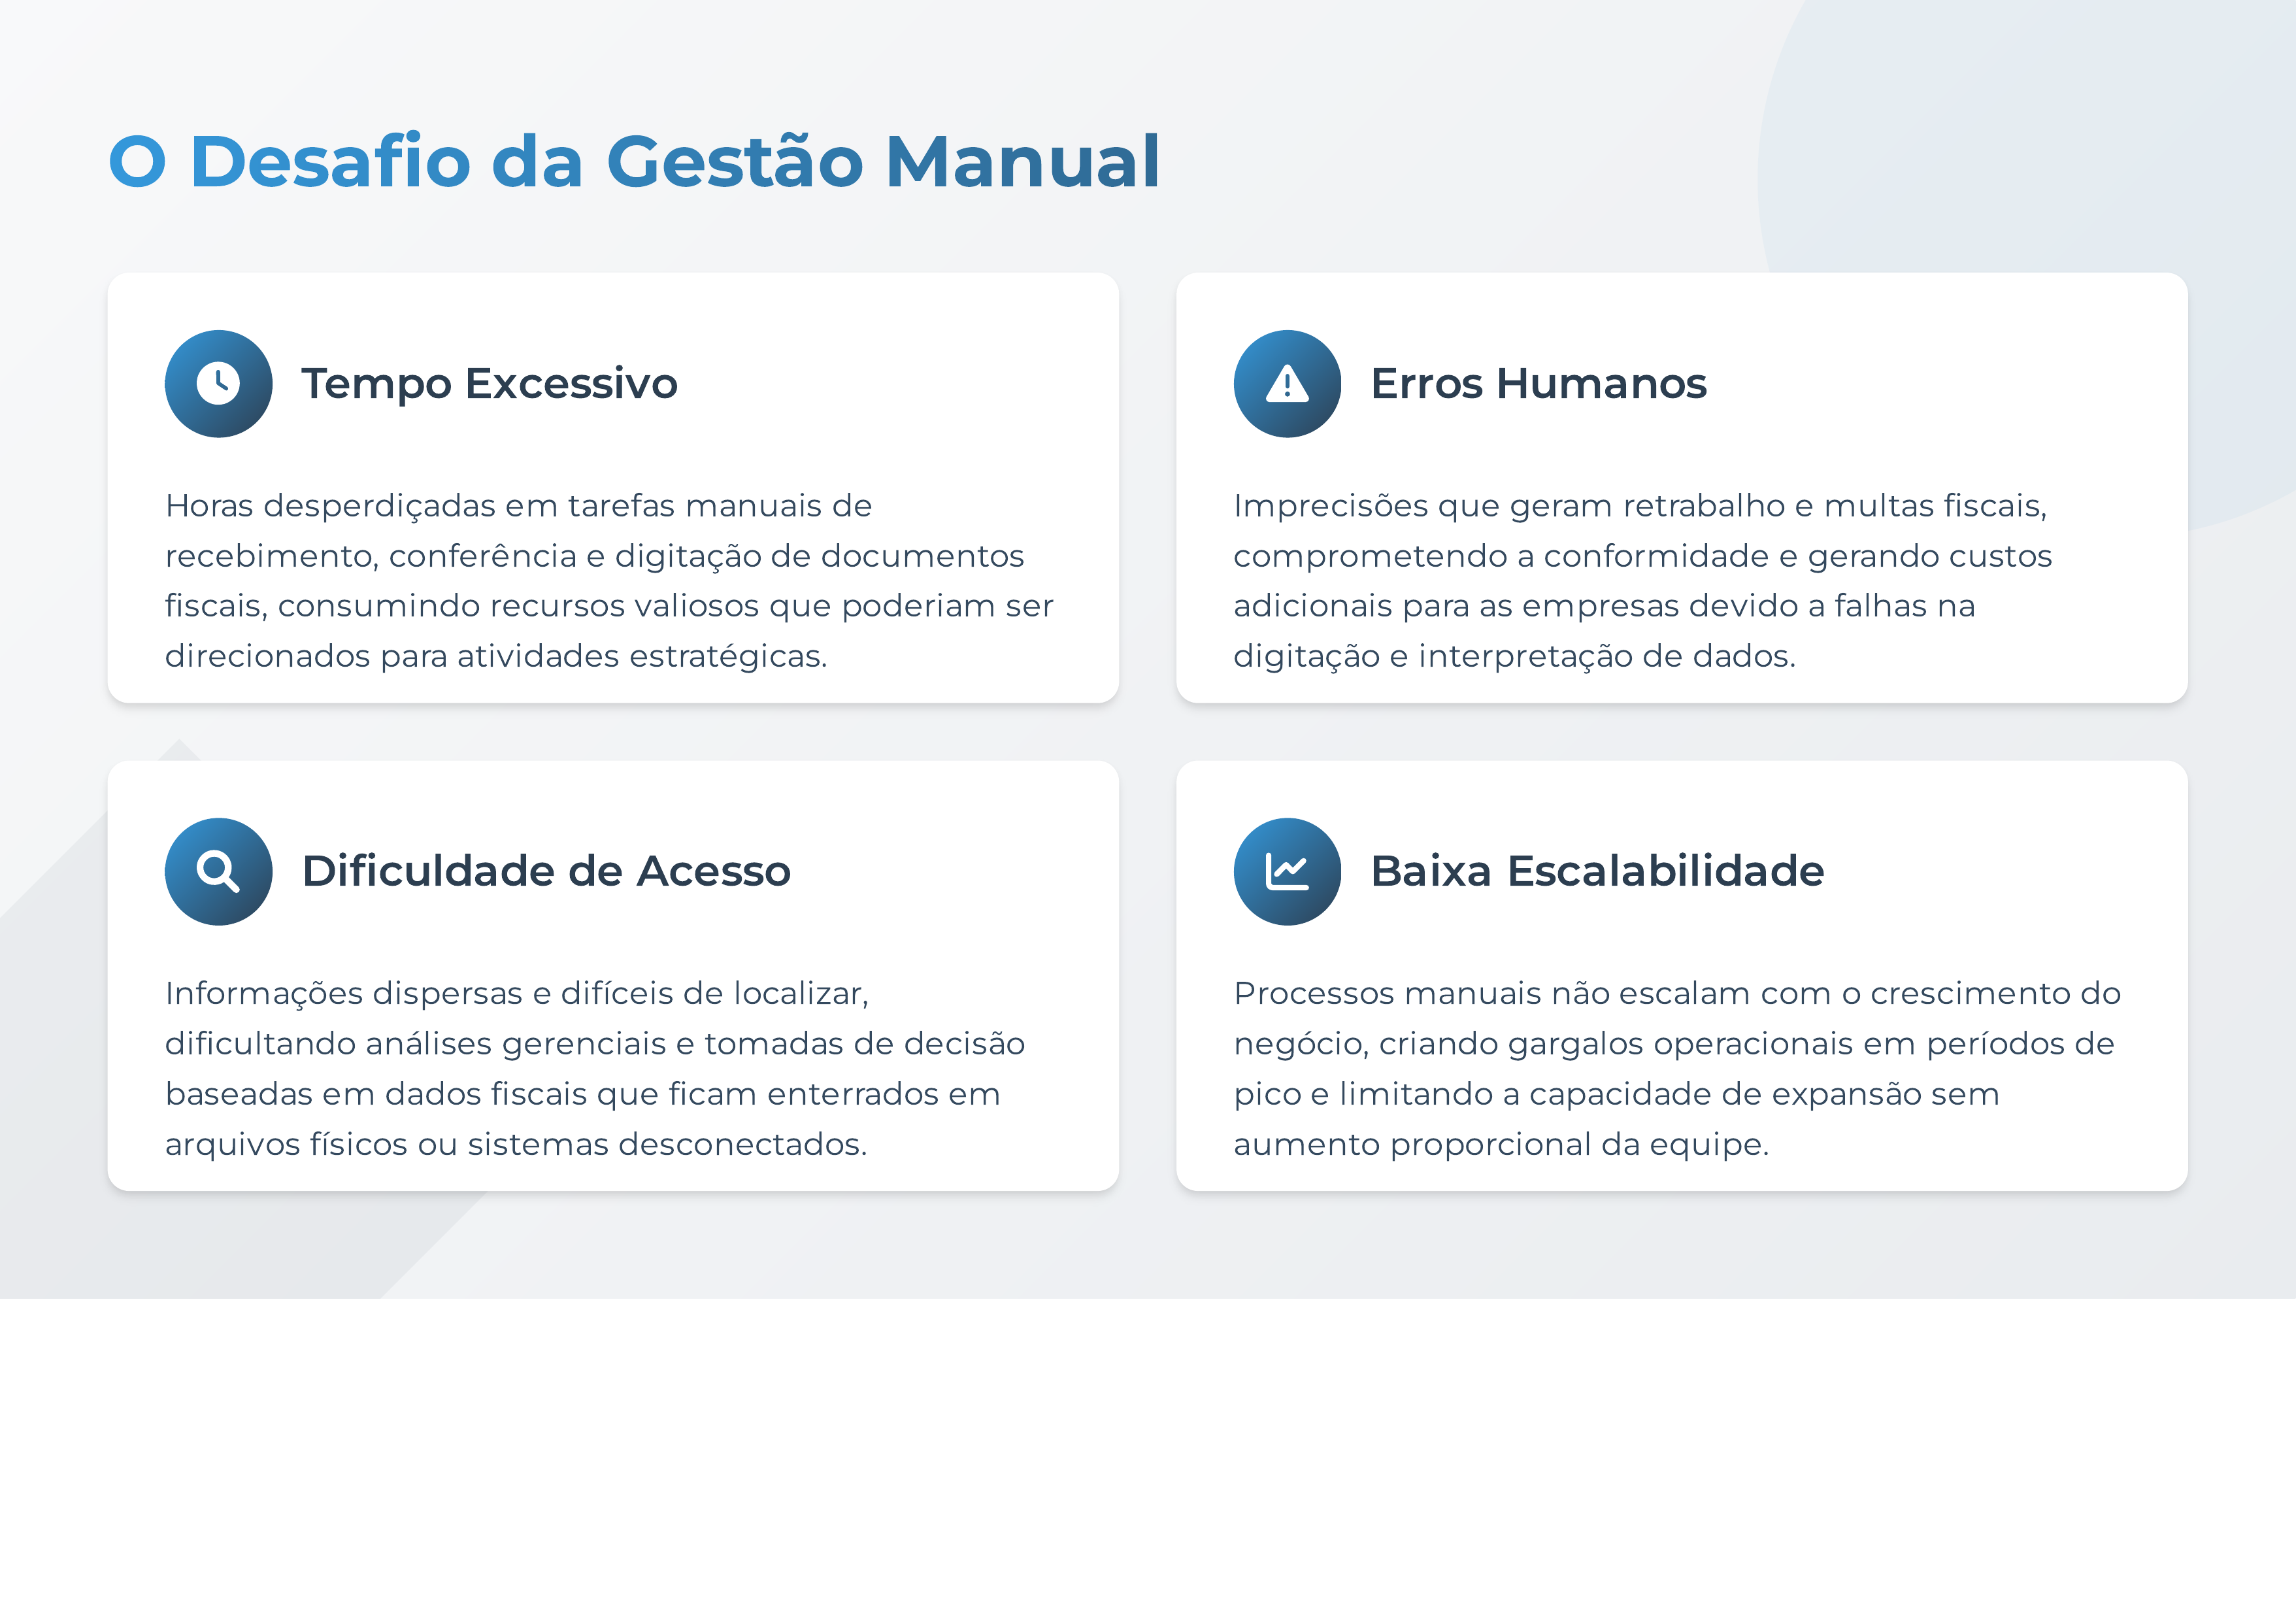 O Desafio da Gestão Manual
Tempo Excessivo
Horas desperdiçadas em tarefas manuais de
recebimento, conferência e digitação de documentos
fiscais, consumindo recursos valiosos que poderiam ser
direcionados para atividades estratégicas.
Erros Humanos
Imprecisões que geram retrabalho e multas fiscais,
comprometendo a conformidade e gerando custos
adicionais para as empresas devido a falhas na
digitação e interpretação de dados.
Dificuldade de Acesso
Informações dispersas e difíceis de localizar,
dificultando análises gerenciais e tomadas de decisão
baseadas em dados fiscais que ficam enterrados em
arquivos físicos ou sistemas desconectados.
Baixa Escalabilidade
Processos manuais não escalam com o crescimento do
negócio, criando gargalos operacionais em períodos de
pico e limitando a capacidade de expansão sem
aumento proporcional da equipe.